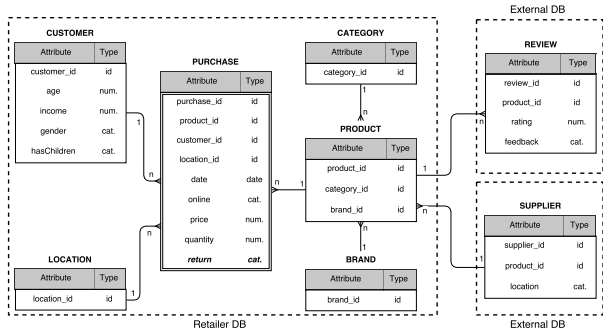 External DB
CUSTOMER
Attribute Type
customer_id id
age num.
income num.
gender cat.
hasChildren cat.
PURCHASE
Attribute Type
purchase_id id
product_id id
customer_id id
location_id id
date date
online cat.
price num.
quantity num.
return cat.
CATEGORY
Attribute Type
category_id id
REVIEW
Attribute Type
review_id id
product_id id
rating num.
feedback cat.
PRODUCT
Attribute Type
product_id id
category_id id
brand_id id
SUPPLIER
Attribute Type
supplier_id id
product_id id
location cat.
LOCATION
Attribute Type
location_id id
BRAND
Attribute Type
brand_id id
1
n
1
n
n
1
1
n
n
1
1
n
n
1
Retailer DB
External DB